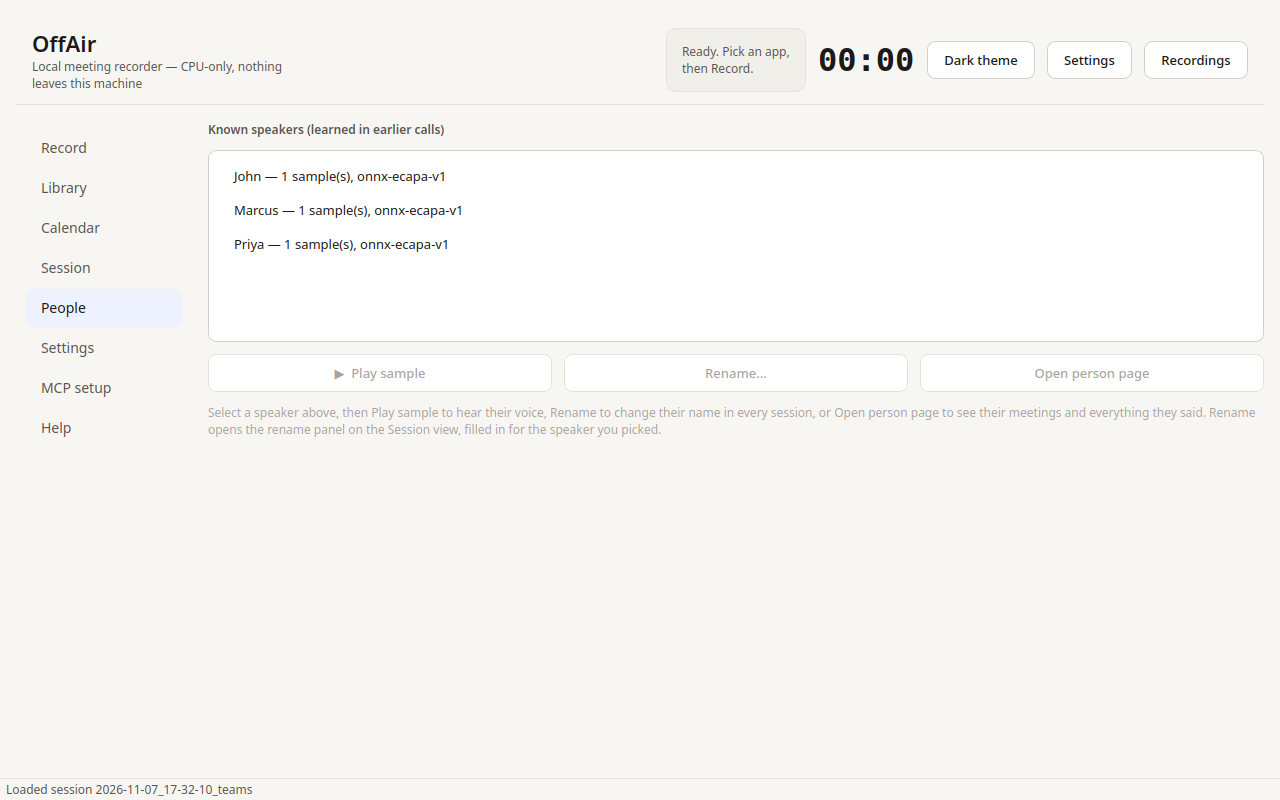 OffAir
Local meeting recorder — CPU-only, nothing
leaves this machine
Ready. Pick an app,
then Record.
00:00
Dark theme
Settings
Recordings
Record
Library
Calendar
Session
People
Settings
MCP setup
Help
Known speakers (learned in earlier calls)
John — 1 sample(s), onnx-ecapa-v1
Marcus — 1 sample(s), onnx-ecapa-v1
Priya — 1 sample(s), onnx-ecapa-v1
▶ Play sample
Rename...
Open person page
Select a speaker above, then Play sample to hear their voice, Rename to change their name in every session, or Open person page to see their meetings and everything they said. Rename
opens the rename panel on the Session view, filled in for the speaker you picked.
Loaded session 2026-11-07_17-32-10_teams